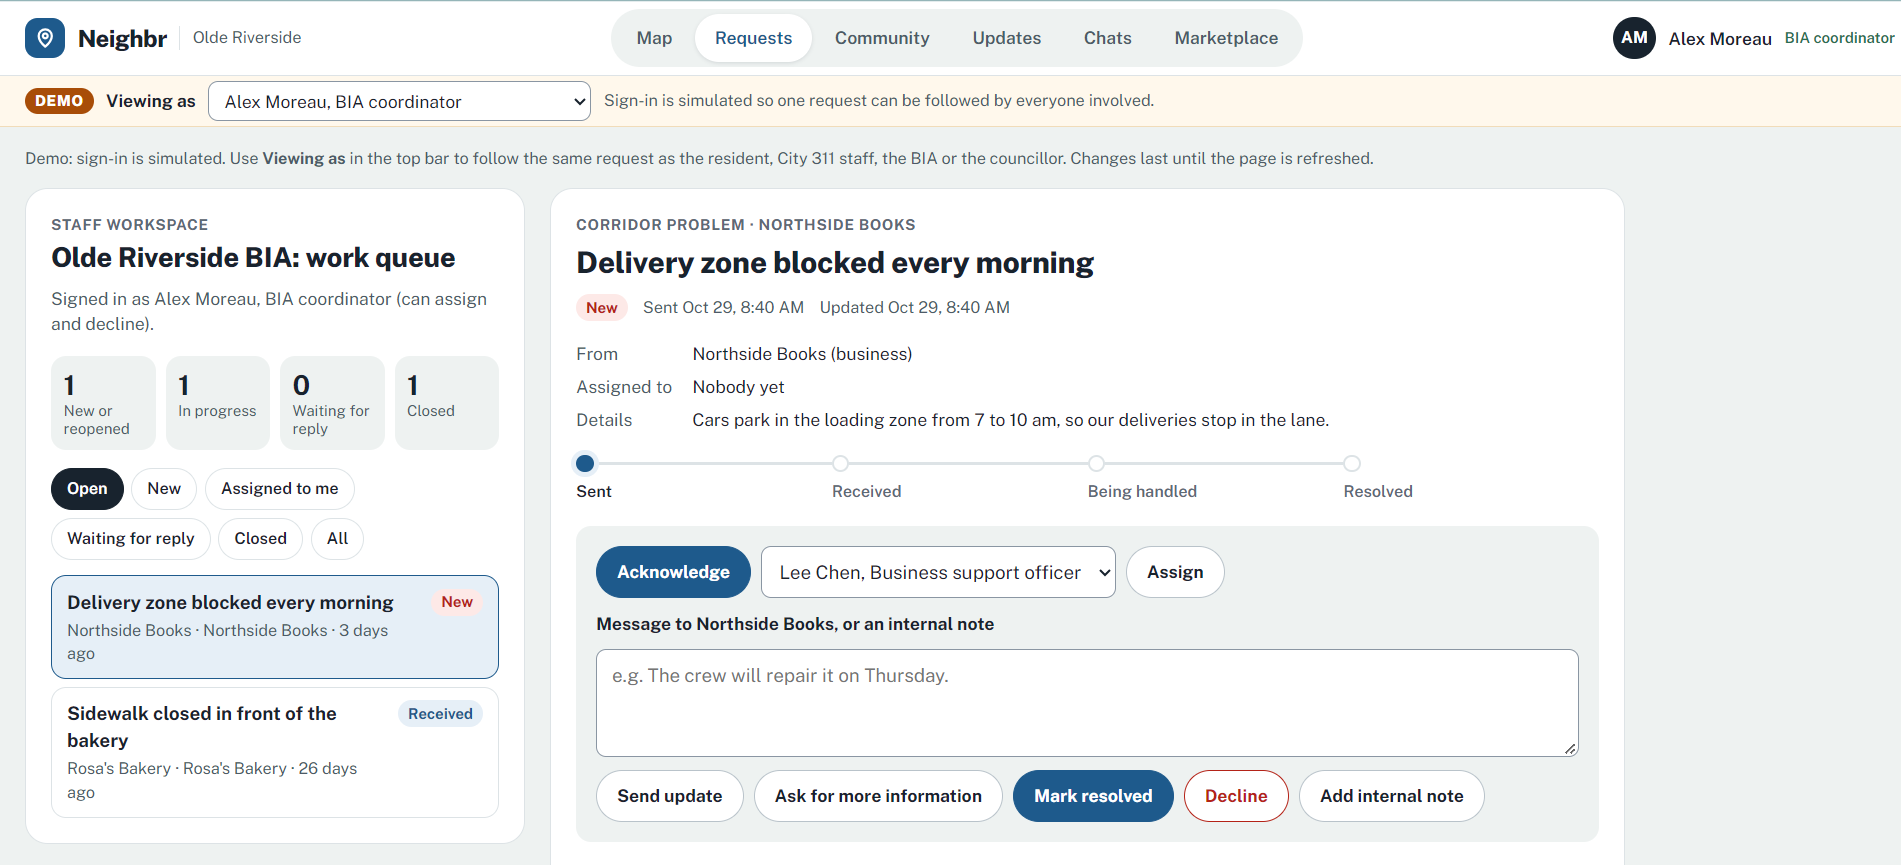 Neighbr
Olde Riverside
Map
Requests
Community
Updates
Chats
Marketplace
AM
Alex Moreau
BIA coordinator
DEMO
Viewing as
Alex Moreau, BIA coordinator
Sign-in is simulated so one request can be followed by everyone involved.
Demo: sign-in is simulated. Use Viewing as in the top bar to follow the same request as the resident, City 311 staff, the BIA or the councillor. Changes last until the page is refreshed.
STAFF WORKSPACE
Olde Riverside BIA: work queue
Signed in as Alex Moreau, BIA coordinator (can assign
and decline).
1
New or
reopened
1
In progress
0
Waiting for
reply
1
Closed
Open
New
Assigned to me
Waiting for reply
Closed
All
Delivery zone blocked every morning
New
Northside Books · Northside Books · 3 days
ago
Sidewalk closed in front of the
bakery
Received
Rosa's Bakery · Rosa's Bakery · 26 days
ago
CORRIDOR PROBLEM · NORTHSIDE BOOKS
Delivery zone blocked every morning
New
Sent Oct 29, 8:40 AM
Updated Oct 29, 8:40 AM
From
Northside Books (business)
Assigned to
Nobody yet
Details
Cars park in the loading zone from 7 to 10 am, so our deliveries stop in the lane.
Sent
Received
Being handled
Resolved
Acknowledge
Lee Chen, Business support officer
Assign
Message to Northside Books, or an internal note
e.g. The crew will repair it on Thursday.
Send update
Ask for more information
Mark resolved
Decline
Add internal note